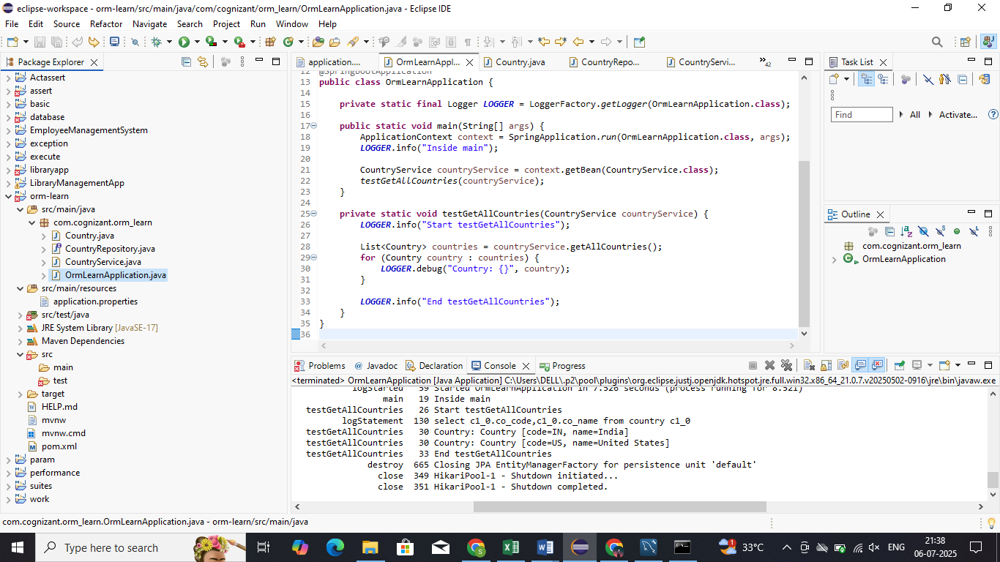 eclipse-workspace - orm-learn/src/main/java/com/cognizant/orm_learn/OrmLearnApplication.java - Eclipse IDE
File Edit Source Refactor Navigate Search Project Run Window Help
Package Explorer
Actassert
assert
basic
database
EmployeeManagementSystem
exception
execute
libraryapp
LibraryManagementApp
orm-learn
src/main/java
com.cognizant.orm_learn
Country.java
CountryRepository.java
CountryService.java
OrmLearnApplication.java
src/main/resources
application.properties
src/test/java
JRE System Library [JavaSE-17]
Maven Dependencies
src
main
test
target
HELP.md
mvnw
mvnw.cmd
pom.xml
param
performance
suites
work
application.... OrmLearnAppl... Country.java CountryRepo... CountryServi... »42
12 @SpringBootApplication
13 public class OrmLearnApplication {
14
15 private static final Logger LOGGER = LoggerFactory.getLogger(OrmLearnApplication.class);
16
17 public static void main(String[] args) {
18 ApplicationContext context = SpringApplication.run(OrmLearnApplication.class, args);
19 LOGGER.info("Inside main");
20
21 CountryService countryService = context.getBean(CountryService.class);
22 testGetAllCountries(countryService);
23 }
24
25 private static void testGetAllCountries(CountryService countryService) {
26 LOGGER.info("Start testGetAllCountries");
27
28 List<Country> countries = countryService.getAllCountries();
29 for (Country country : countries) {
30 LOGGER.debug("Country: {}", country);
31 }
32
33 LOGGER.info("End testGetAllCountries");
34 }
35 }
36
Task List
Find All Activate...
Outline
com.cognizant.orm_learn
OrmLearnApplication
Problems Javadoc Declaration Console Progress
<terminated> OrmLearnApplication [Java Application] C:\Users\DELL\.p2\pool\plugins\org.eclipse.justj.openjdk.hotspot.jre.full.win32.x86_64_21.0.7.v20250502-0916\jre\bin\javaw.exe
logStarted 59 Started OrmLearnApplication in 7.526 seconds (process running for 8.521)
main 19 Inside main
testGetAllCountries 26 Start testGetAllCountries
logStatement 130 select c1_0.co_code,c1_0.co_name from country c1_0
testGetAllCountries 30 Country: Country [code=IN, name=India]
testGetAllCountries 30 Country: Country [code=US, name=United States]
testGetAllCountries 33 End testGetAllCountries
destroy 665 Closing JPA EntityManagerFactory for persistence unit 'default'
close 349 HikariPool-1 - Shutdown initiated...
close 351 HikariPool-1 - Shutdown completed.
com.cognizant.orm_learn.OrmLearnApplication.java - orm-learn/src/main/java
Type here to search
33°C
ENG
21:38
06-07-2025